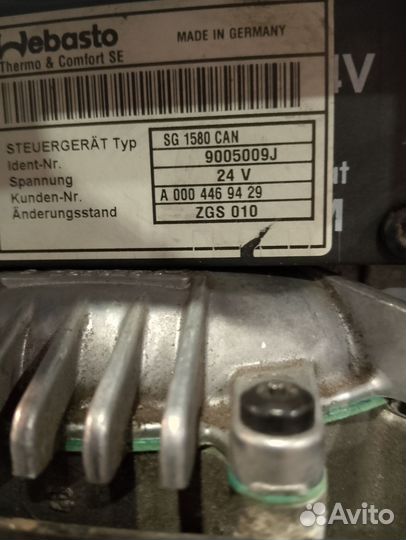 Webasto
MADE IN GERMANY
Thermo & Comfort SE
4V
STEUERGERÄT Typ SG 1580 CAN
Ident-Nr. 9005009J
Spannung 24 V
Kunden-Nr. A 000 446 94 29
Änderungsstand ZGS 010
Avito